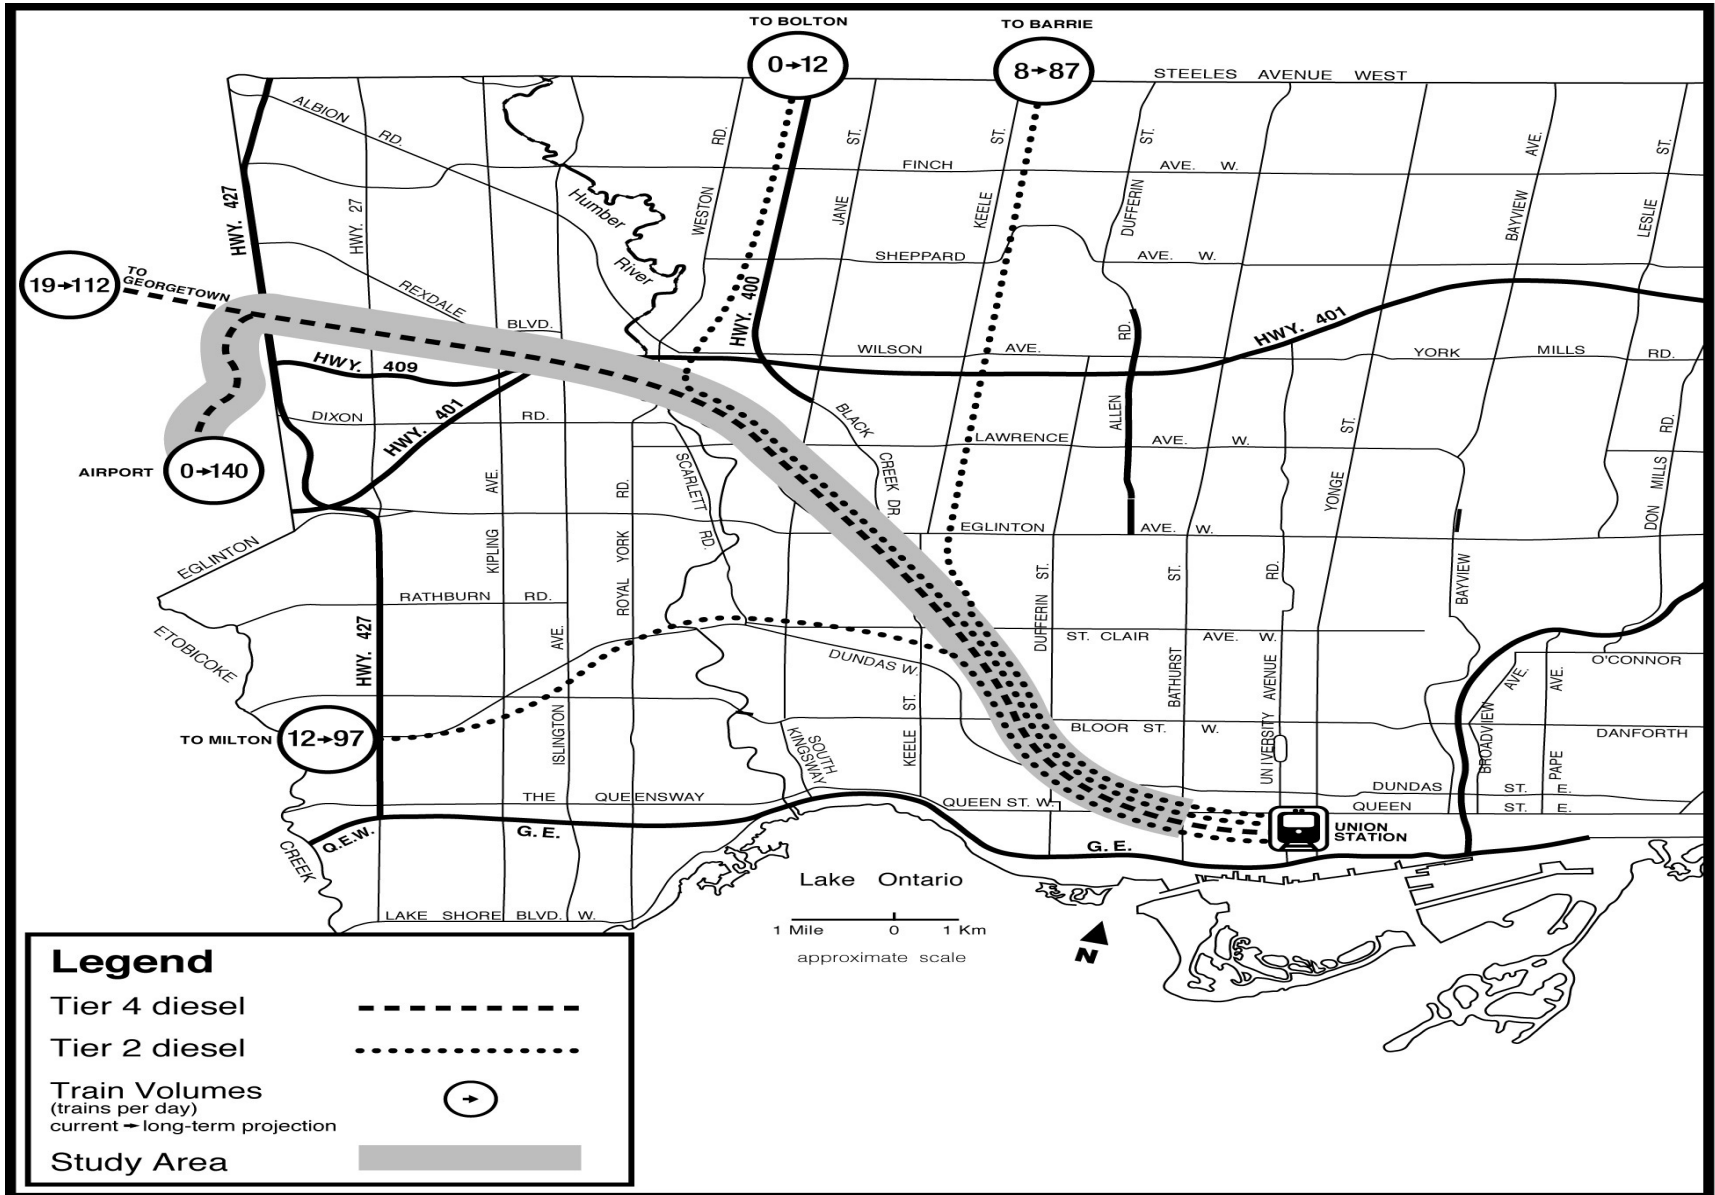 TO BOLTON
0→12
TO BARRIE
8→87
STEELES AVENUE WEST
ALBION RD.
FINCH AVE. W.
HWY. 427
HWY. 27
Humber
River
WESTON RD.
JANE ST.
KEELE ST.
DUFFERIN ST.
BAYVIEW AVE.
LESLIE ST.
SHEPPARD AVE. W.
19→112
TO
GEORGETOWN
REXDALE BLVD.
HWY. 400
HWY. 401
WILSON AVE.
YORK MILLS RD.
HWY. 409
DIXON RD.
HWY. 401
AIRPORT
0→140
BLACK CREEK DR.
LAWRENCE AVE. W.
ALLEN RD.
YONGE ST.
DON MILLS RD.
SCARLETT RD.
KIPLING AVE.
ROYAL YORK RD.
EGLINTON
EGLINTON AVE. W.
RATHBURN RD.
ETOBICOKE
HWY. 427
ISLINGTON AVE.
DUNDAS W.
DUFFERIN ST.
ST. CLAIR AVE. W.
BATHURST ST.
UNIVERSITY AVENUE RD.
BAYVIEW
O'CONNOR
BROADVIEW AVE.
PAPE AVE.
TO MILTON
12→97
SOUTH
KINGSWAY
KEELE ST.
BLOOR ST. W.
DANFORTH
THE QUEENSWAY
QUEEN ST. W.
DUNDAS ST. E.
QUEEN ST. E.
UNION
STATION
Q.E.W.
G. E.
G. E.
CREEK
LAKE SHORE BLVD. W.
Lake Ontario
1 Mile 0 1 Km
approximate scale
N
Legend
Tier 4 diesel
Tier 2 diesel
Train Volumes
(trains per day)
current → long-term projection
Study Area